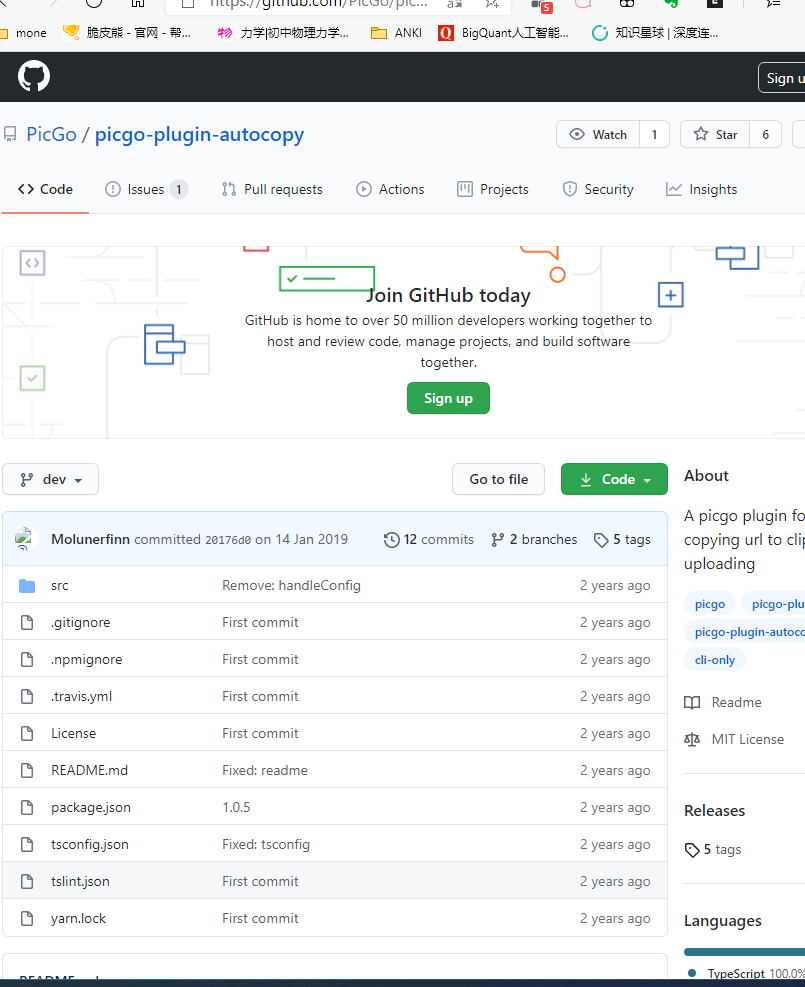 https://github.com/PicGo/pic...
5
mone
脆皮熊 - 官网 - 帮...
力学|初中物理力学...
ANKI
BigQuant人工智能...
知识星球 | 深度连...
Sign u
PicGo / picgo-plugin-autocopy
Watch 1
Star 6
Code
Issues 1
Pull requests
Actions
Projects
Security
Insights
Join GitHub today
GitHub is home to over 50 million developers working together to
host and review code, manage projects, and build software
together.
Sign up
dev
Go to file
Code
Molunerfinn committed 20176d0 on 14 Jan 2019
12 commits
2 branches
5 tags
src Remove: handleConfig 2 years ago
.gitignore First commit 2 years ago
.npmignore First commit 2 years ago
.travis.yml First commit 2 years ago
License First commit 2 years ago
README.md Fixed: readme 2 years ago
package.json 1.0.5 2 years ago
tsconfig.json Fixed: tsconfig 2 years ago
tslint.json First commit 2 years ago
yarn.lock First commit 2 years ago
About
A picgo plugin fo
copying url to clip
uploading
picgo
picgo-plu
picgo-plugin-autoco
cli-only
Readme
MIT License
Releases
5 tags
Languages
TypeScript 100.0%